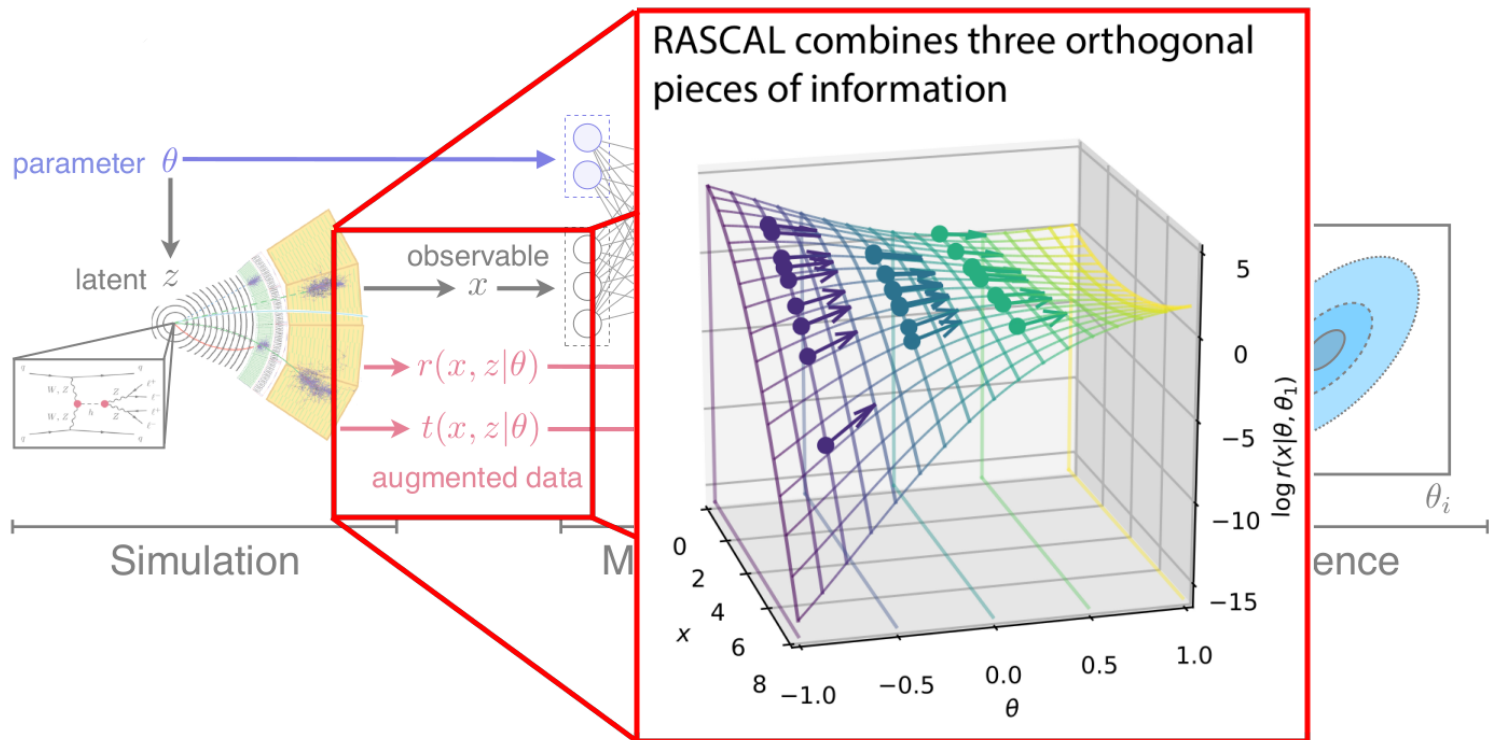 RASCAL combines three orthogonal
pieces of information
parameter θ
latent z
observable
x
r(x, z|θ)
t(x, z|θ)
augmented data
q
q
W, Z
W, Z
h
Z
Z
ℓ+
ℓ−
ℓ+
ℓ−
q
q
Simulation
M
5
0
−5
−10
−15
log r(x|θ, θ₁)
0
2
4
6
8
x
−1.0
−0.5
0.0
0.5
1.0
θ
θᵢ
ence